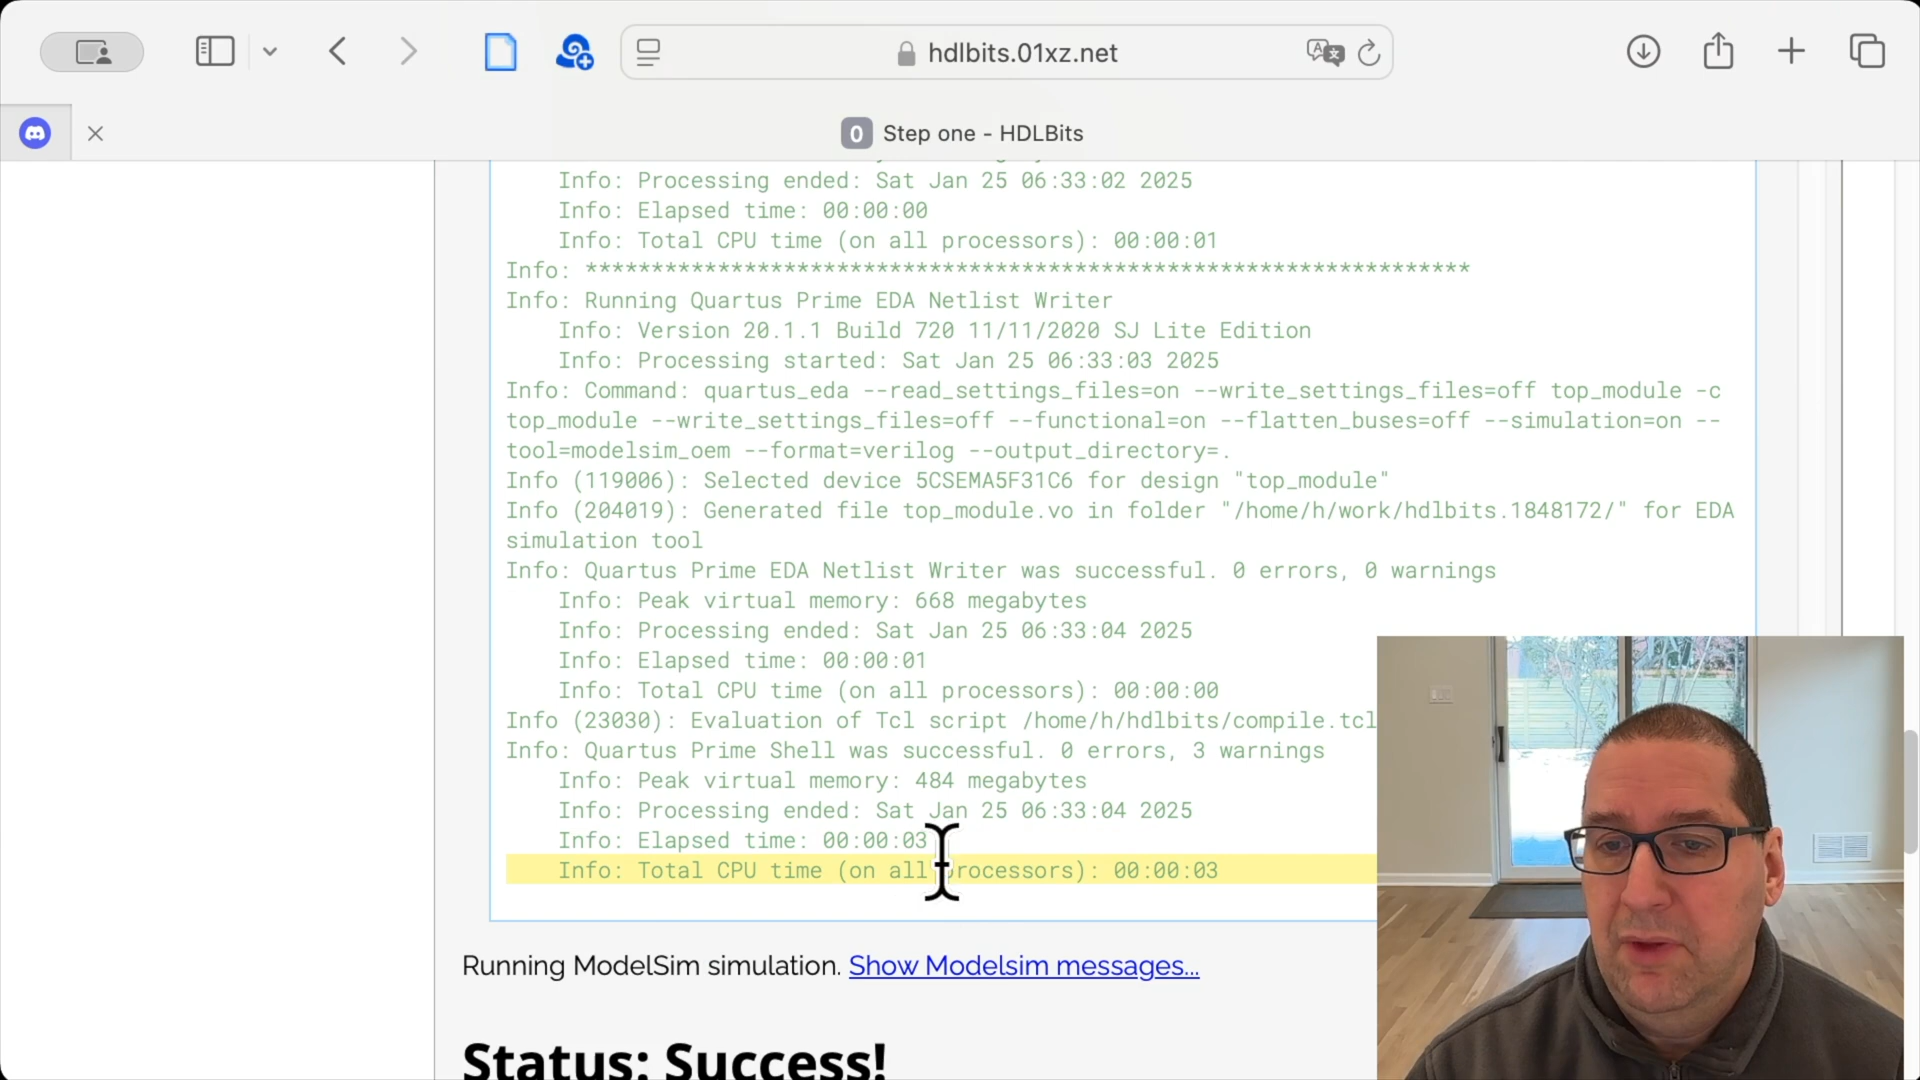 hdlbits.01xz.net
0 Step one - HDLBits
Info: Processing ended: Sat Jan 25 06:33:02 2025
Info: Elapsed time: 00:00:00
Info: Total CPU time (on all processors): 00:00:01
Info: *******************************************************************
Info: Running Quartus Prime EDA Netlist Writer
Info: Version 20.1.1 Build 720 11/11/2020 SJ Lite Edition
Info: Processing started: Sat Jan 25 06:33:03 2025
Info: Command: quartus_eda --read_settings_files=on --write_settings_files=off top_module -c
top_module --write_settings_files=off --functional=on --flatten_buses=off --simulation=on --
tool=modelsim_oem --format=verilog --output_directory=.
Info (119006): Selected device 5CSEMA5F31C6 for design "top_module"
Info (204019): Generated file top_module.vo in folder "/home/h/work/hdlbits.1848172/" for EDA
simulation tool
Info: Quartus Prime EDA Netlist Writer was successful. 0 errors, 0 warnings
Info: Peak virtual memory: 668 megabytes
Info: Processing ended: Sat Jan 25 06:33:04 2025
Info: Elapsed time: 00:00:01
Info: Total CPU time (on all processors): 00:00:00
Info (23030): Evaluation of Tcl script /home/h/hdlbits/compile.tcl
Info: Quartus Prime Shell was successful. 0 errors, 3 warnings
Info: Peak virtual memory: 484 megabytes
Info: Processing ended: Sat Jan 25 06:33:04 2025
Info: Elapsed time: 00:00:03
Info: Total CPU time (on all processors): 00:00:03
Running ModelSim simulation. Show Modelsim messages...
Status: Success!